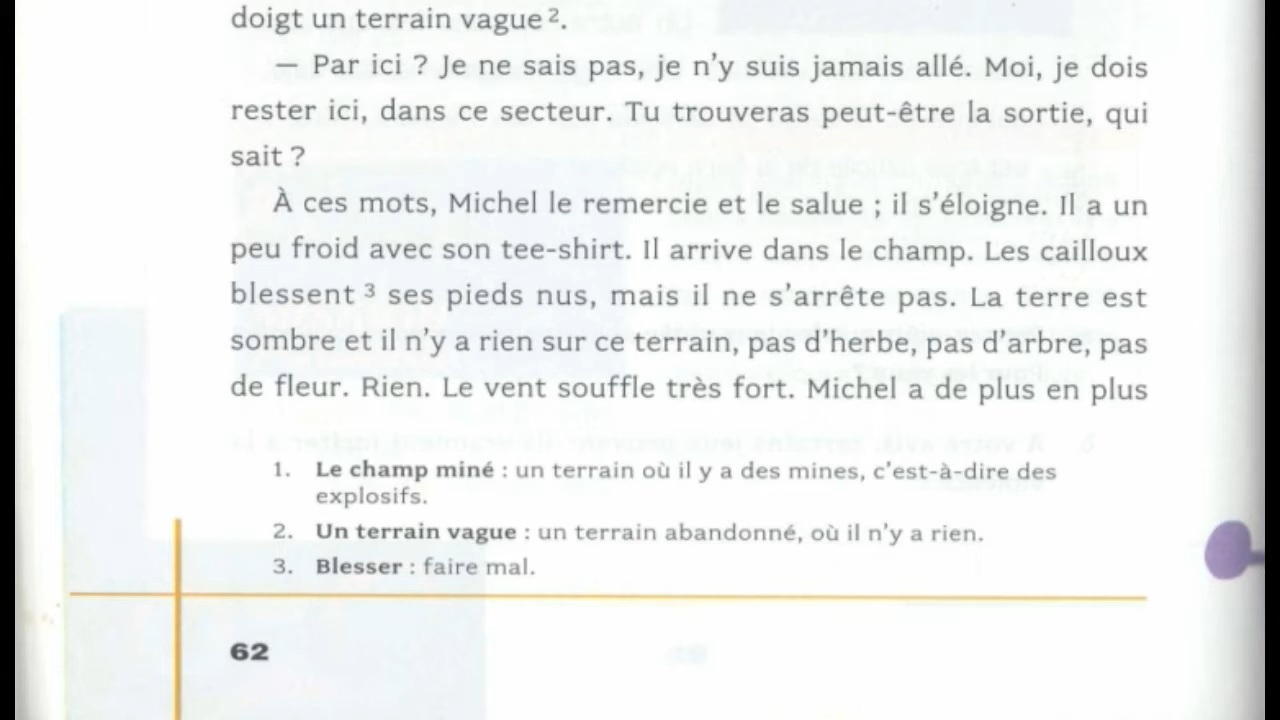 doigt un terrain vague ².
— Par ici ? Je ne sais pas, je n'y suis jamais allé. Moi, je dois
rester ici, dans ce secteur. Tu trouveras peut-être la sortie, qui
sait ?
À ces mots, Michel le remercie et le salue ; il s'éloigne. Il a un
peu froid avec son tee-shirt. Il arrive dans le champ. Les cailloux
blessent ³ ses pieds nus, mais il ne s'arrête pas. La terre est
sombre et il n'y a rien sur ce terrain, pas d'herbe, pas d'arbre, pas
de fleur. Rien. Le vent souffle très fort. Michel a de plus en plus
1. Le champ miné : un terrain où il y a des mines, c'est-à-dire des
explosifs.
2. Un terrain vague : un terrain abandonné, où il n'y a rien.
3. Blesser : faire mal.
62